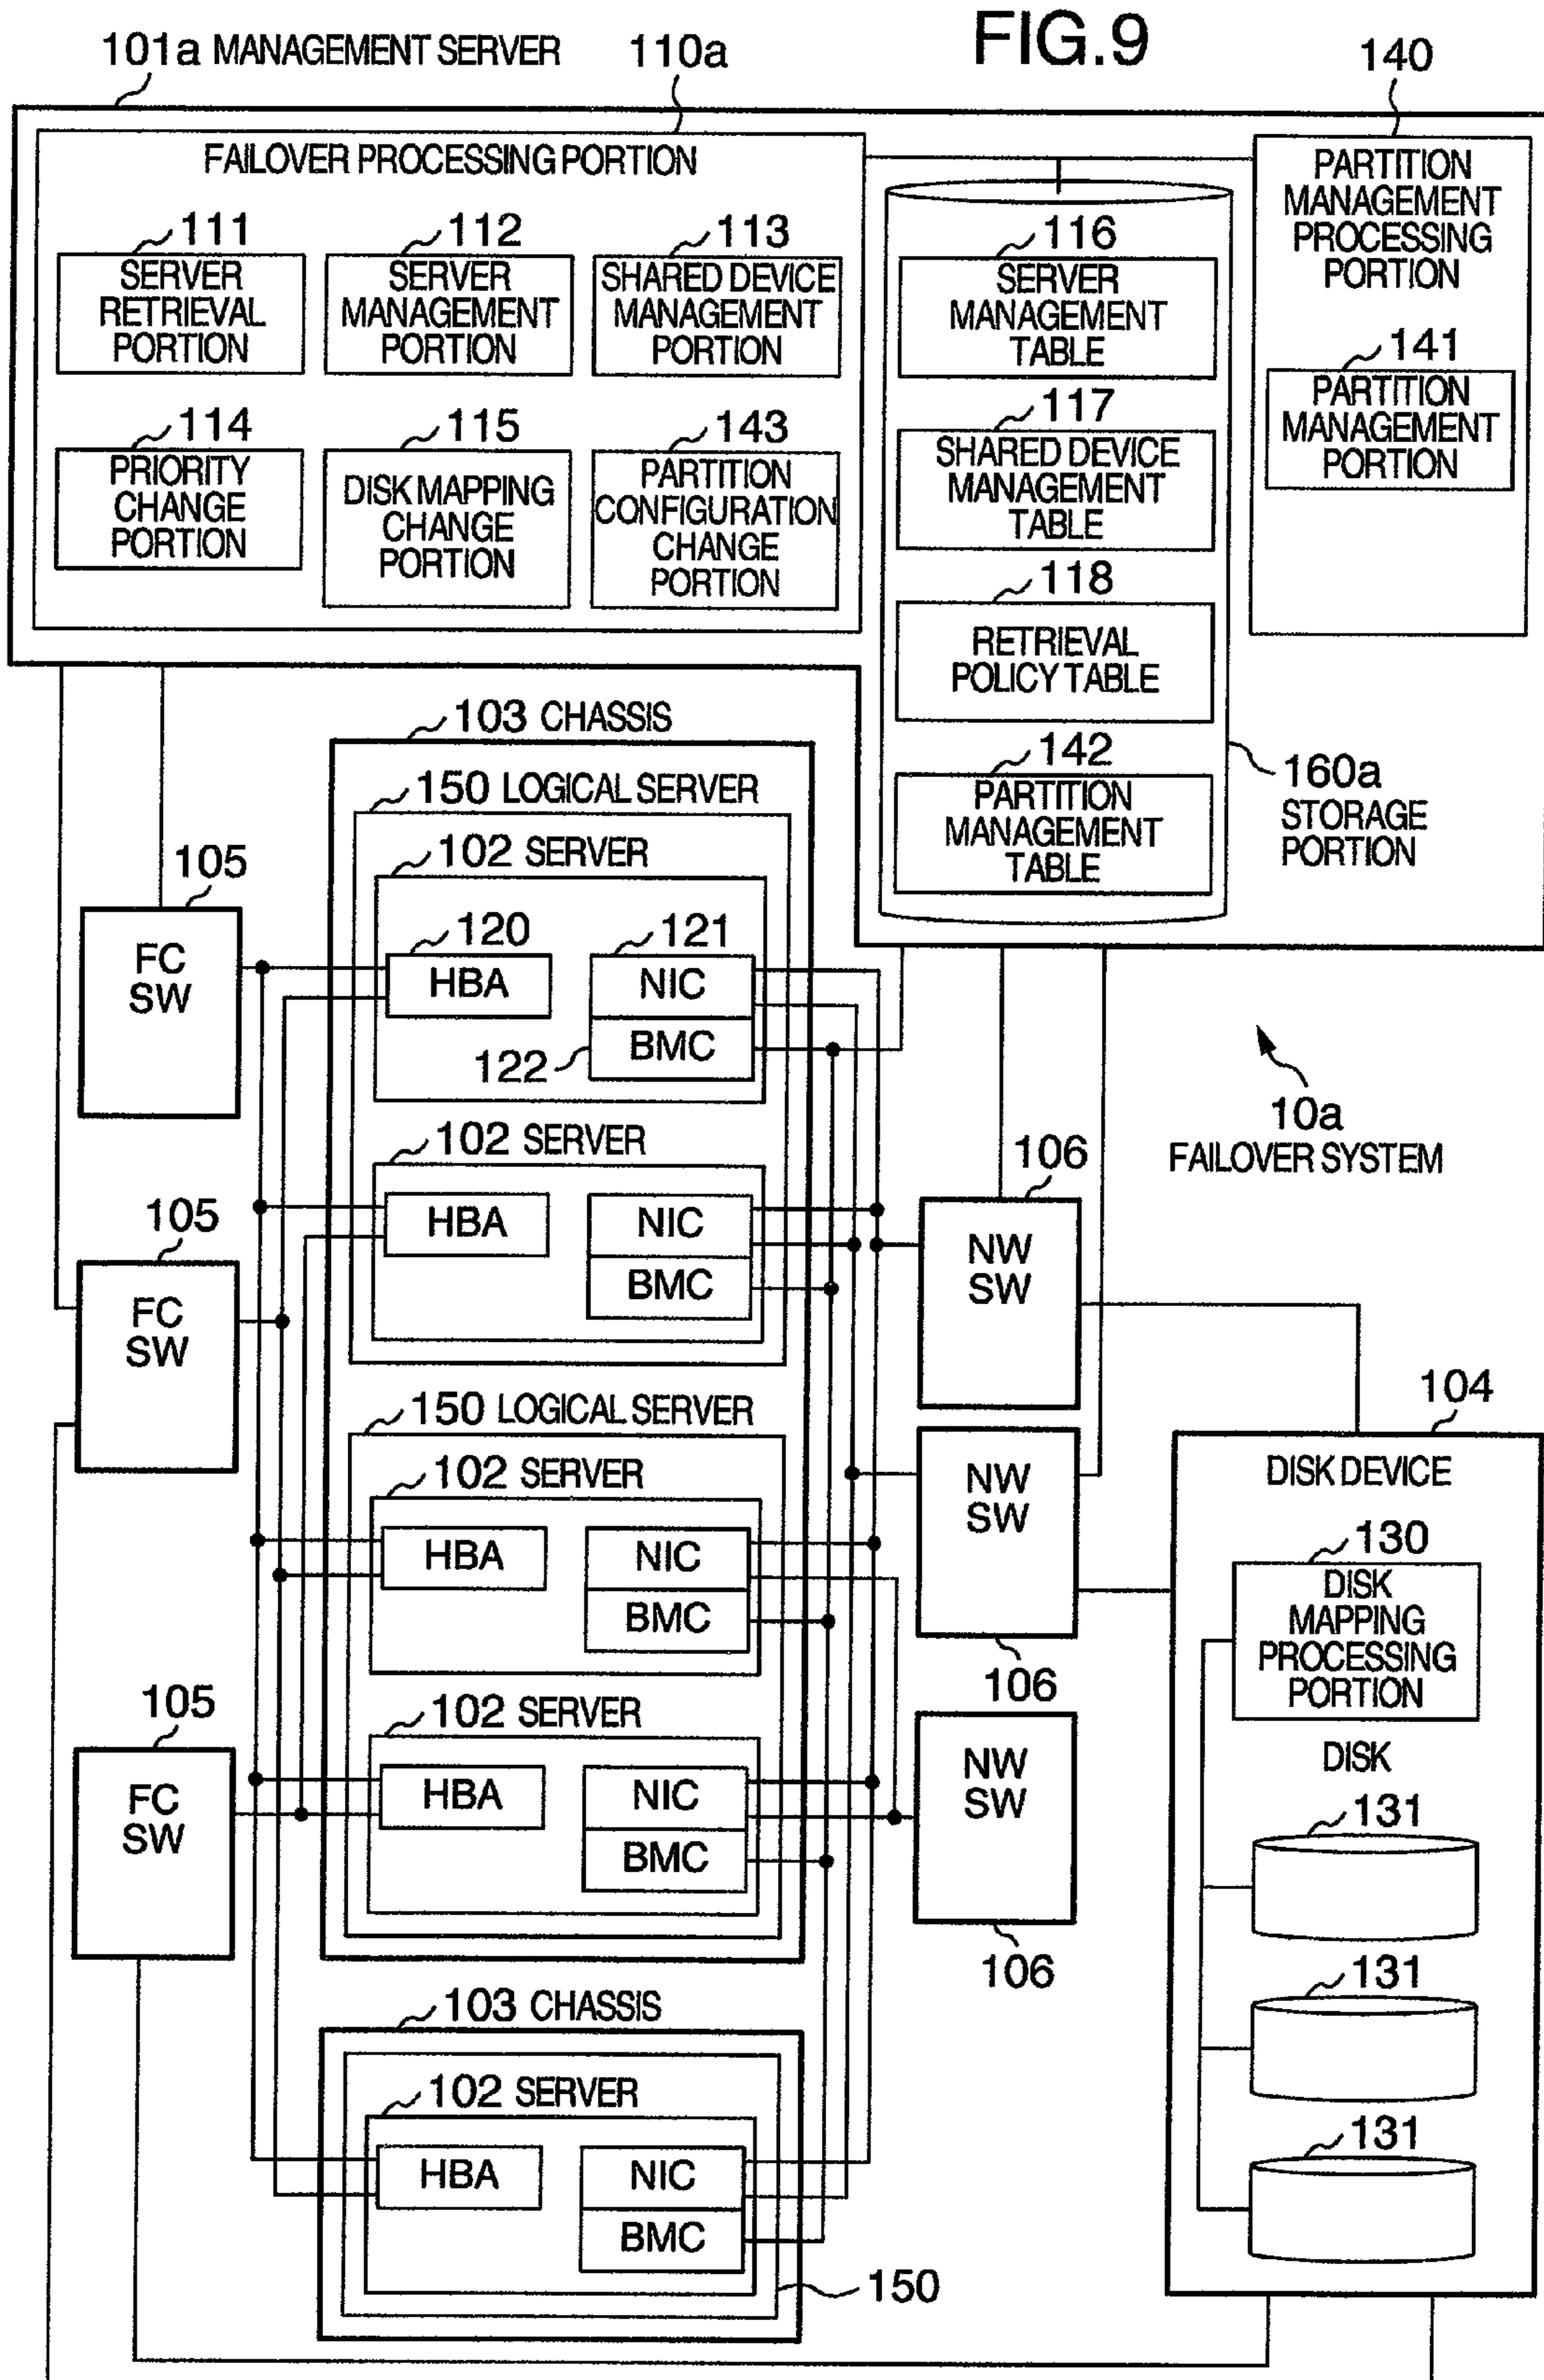 FIG.9
101a MANAGEMENT SERVER
110a
140
FAILOVER PROCESSING PORTION
111
SERVER
RETRIEVAL
PORTION
112
SERVER
MANAGEMENT
PORTION
113
SHARED DEVICE
MANAGEMENT
PORTION
114
PRIORITY
CHANGE
PORTION
115
DISK MAPPING
CHANGE
PORTION
143
PARTITION
CONFIGURATION
CHANGE
PORTION
116
SERVER
MANAGEMENT
TABLE
117
SHARED DEVICE
MANAGEMENT
TABLE
118
RETRIEVAL
POLICY TABLE
142
PARTITION
MANAGEMENT
TABLE
160a
STORAGE
PORTION
PARTITION
MANAGEMENT
PROCESSING
PORTION
141
PARTITION
MANAGEMENT
PORTION
103 CHASSIS
150 LOGICAL SERVER
102 SERVER
120
HBA
121
NIC
BMC
122
102 SERVER
HBA
NIC
BMC
150 LOGICAL SERVER
102 SERVER
HBA
NIC
BMC
102 SERVER
HBA
NIC
BMC
103 CHASSIS
102 SERVER
HBA
NIC
BMC
150
105
FC
SW
105
FC
SW
105
FC
SW
10a
FAILOVER SYSTEM
106
NW
SW
NW
SW
106
NW
SW
106
104
DISK DEVICE
130
DISK
MAPPING
PROCESSING
PORTION
DISK
131
131
131